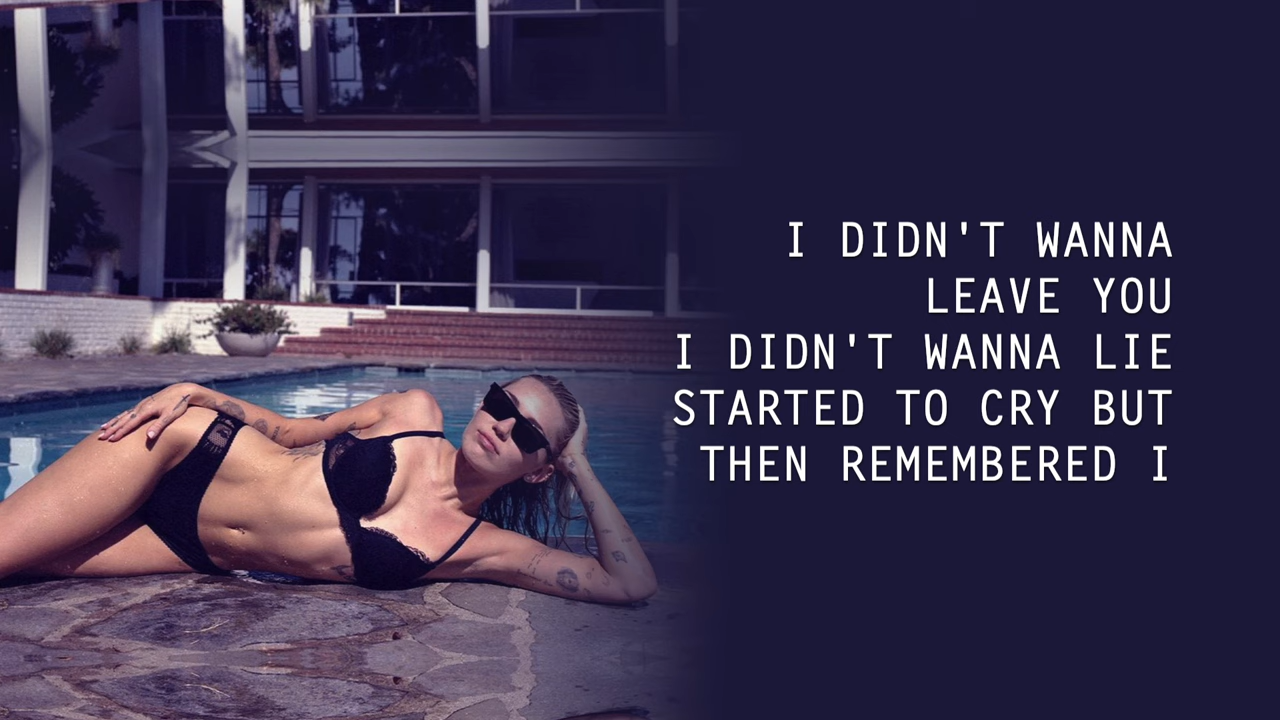 I DIDN'T WANNA
LEAVE YOU
I DIDN'T WANNA LIE
STARTED TO CRY BUT
THEN REMEMBERED I